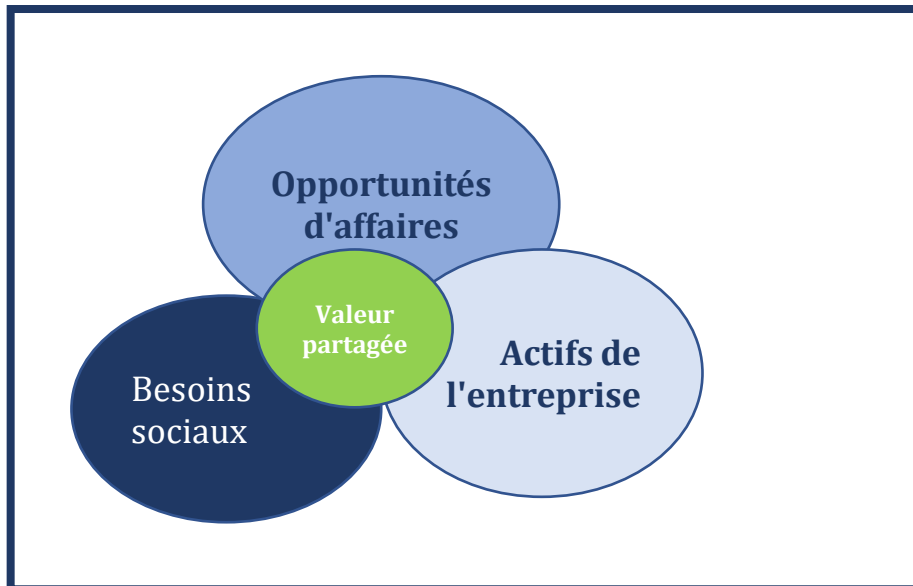 Opportunités
d'affaires
Valeur
partagée
Actifs de
l'entreprise
Besoins
sociaux